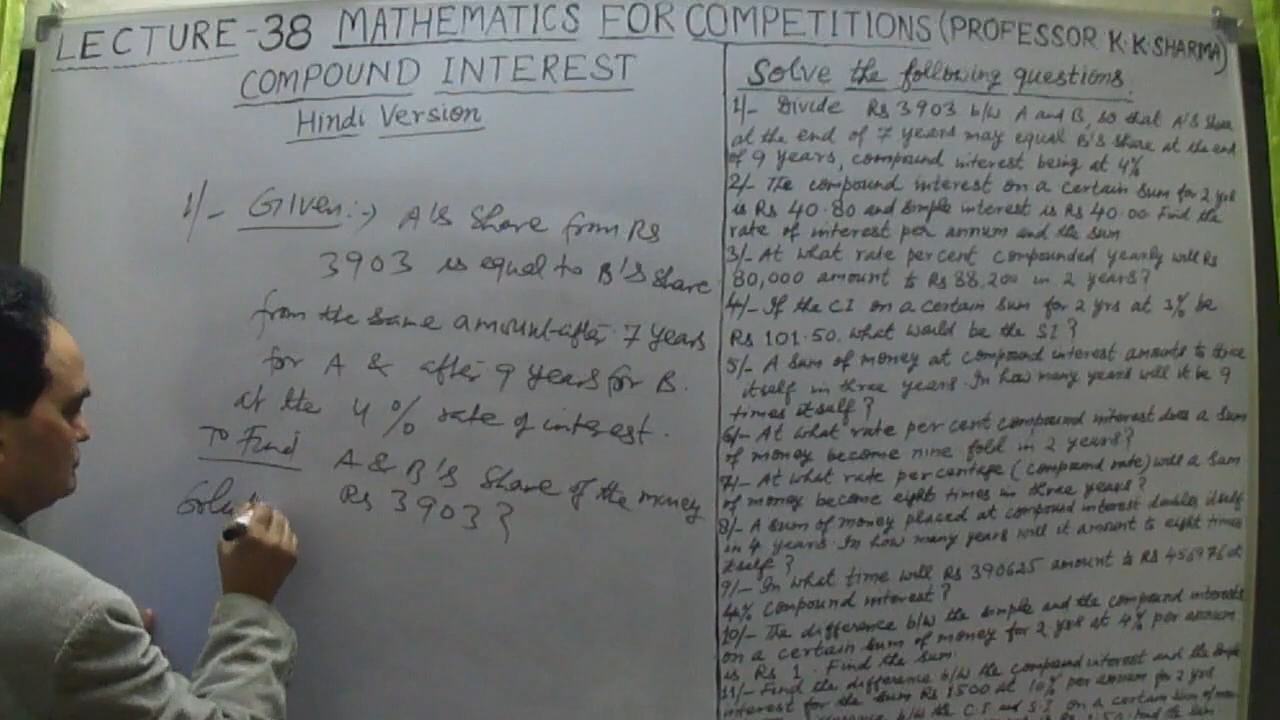 LECTURE-38 MATHEMATICS FOR COMPETITIONS (PROFESSOR K.K.SHARMA)
COMPOUND INTEREST
Hindi Version
1/- Given:-> A'S Share from Rs
3903 is equal to B'S Share
from the same amount after 7 years
for A & after 9 years for B.
at the 4% rate of interest.
To Find A & B'S Share of the money
Rs 3903?
Solu
Solve the following questions.
1/- Divide Rs 3903 b/w A and B, so that A'S Share
at the end of 7 years may equal B'S Share at the end
of 9 years, compound interest being at 4%
2/- The compound interest on a certain sum for 2 yrs
is Rs 40.80 and simple interest is Rs 40.00 Find the
rate of interest per annum and the sum
3/- At what rate percent compounded yearly will Rs
80,000 amount to Rs 88,200 in 2 years?
4/- If the CI on a certain sum for 2 yrs at 3% be
Rs 101.50. what would be the SI?
5/- A sum of money at compound interest amounts to thrice
itself in three years. In how many years will it be 9
times itself?
6/- At what rate per cent compound interest does a sum
of money become nine fold in 2 years?
7/- At what rate percentage (compound rate) will a sum
of money become eight times in three years?
8/- A sum of money placed at compound interest doubles itself
in 4 years. In how many years will it amount to eight times
itself?
9/- In what time will Rs 390625 amount to Rs 456976 at
4% compound interest?
10/- The difference b/w the simple and the compound interests
on a certain sum of money for 2 yrs at 4% per annum
is Rs 1. Find the sum.
11/- Find the difference b/w the compound interest and the simple
interest for the sum Rs 1500 at 10% per annum for 2 yrs
b/w the C.I and S.I on a certain sum of